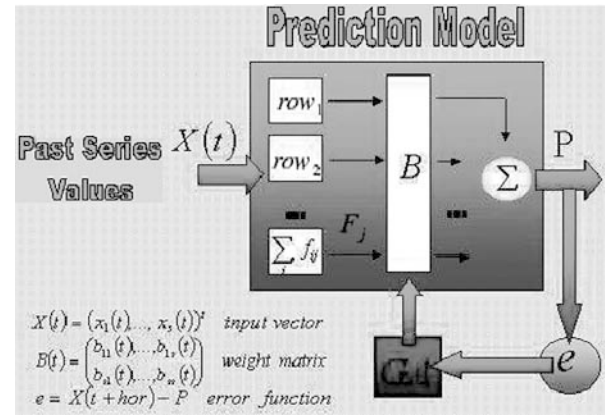 Prediction Model
Past Series
Values
X(t)
row₁
row₂
∑ᵢ fᵢⱼ
Fⱼ
B
∑
P
e
X(t) = (x₁(t),..., xₛ(t))ᵗ input vector
B(t) = (b₁₁(t),...,b₁ₛ(t)
bₛ₁(t),...,bₛₛ(t)) weight matrix
e = X(t + hor) − P error function